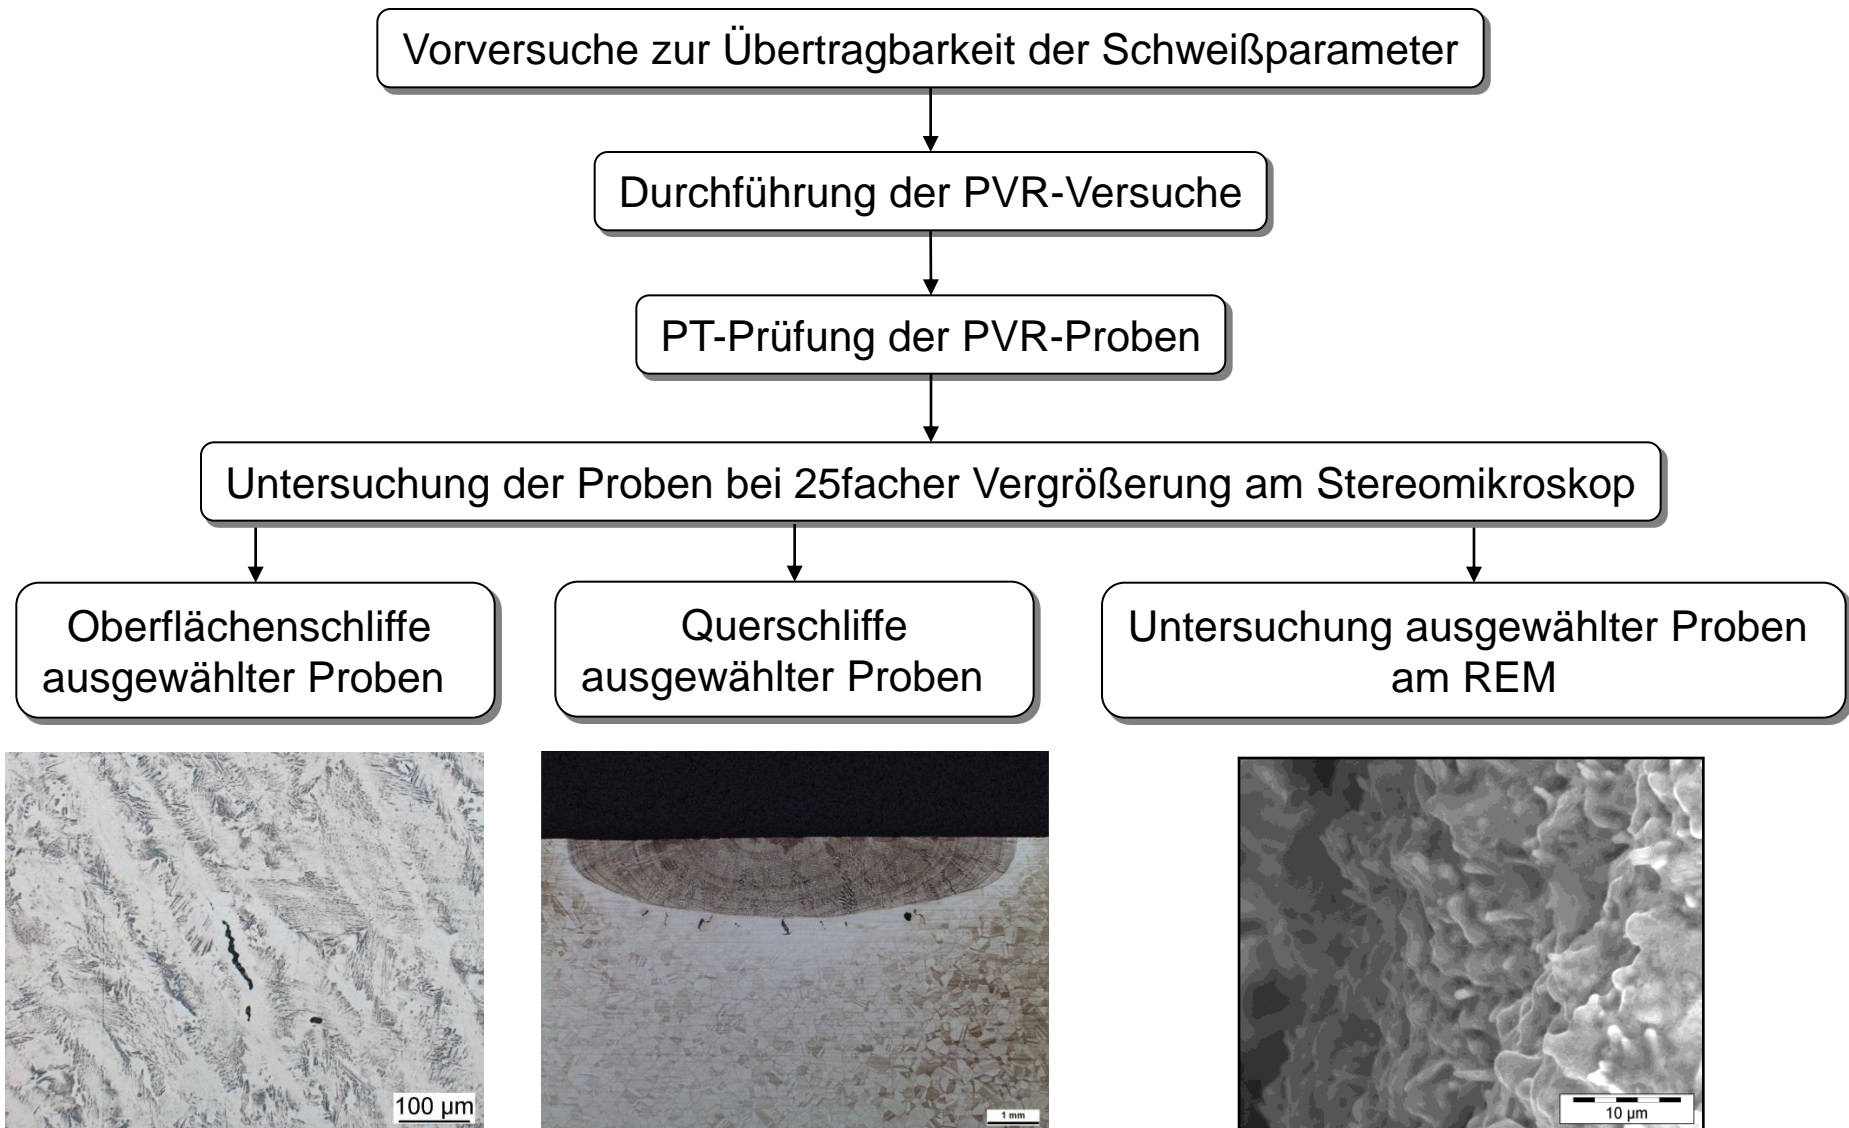 Vorversuche zur Übertragbarkeit der Schweißparameter
Durchführung der PVR-Versuche
PT-Prüfung der PVR-Proben
Untersuchung der Proben bei 25facher Vergrößerung am Stereomikroskop
Oberflächenschliffe
ausgewählter Proben
Querschliffe
ausgewählter Proben
Untersuchung ausgewählter Proben
am REM
100 µm
1 mm
10 µm